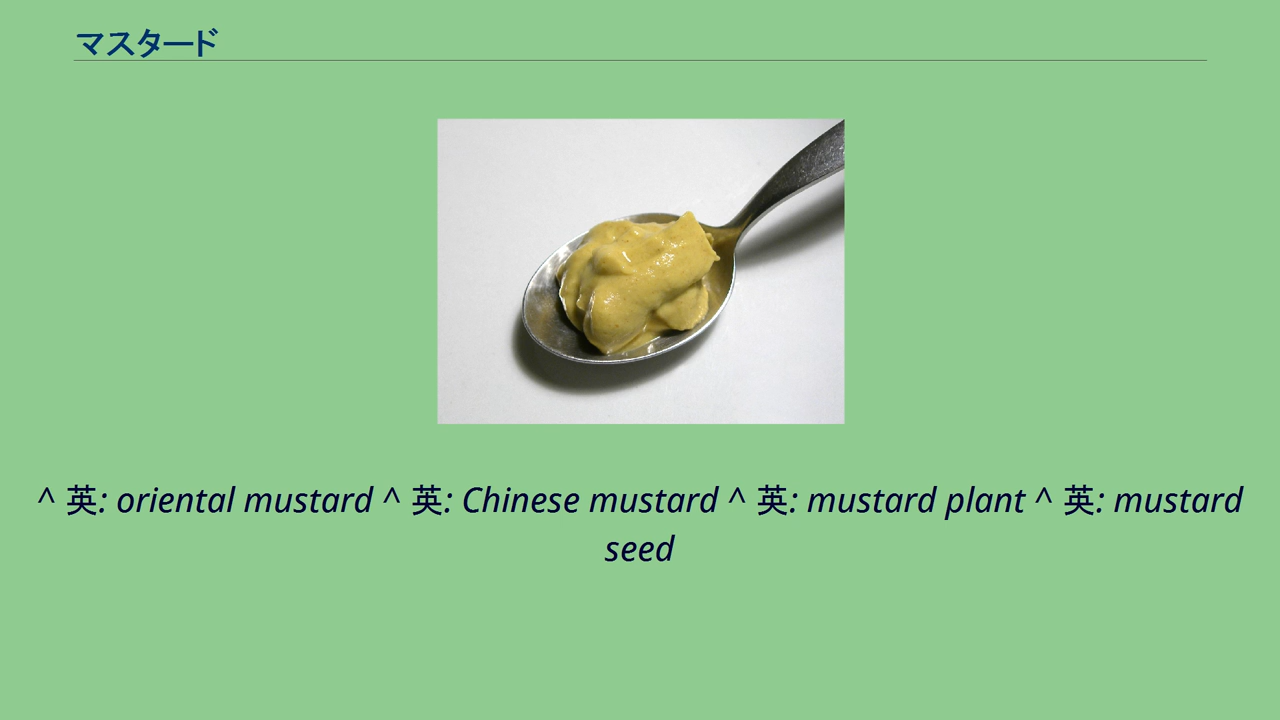 マスタード
^ 英: oriental mustard ^ 英: Chinese mustard ^ 英: mustard plant ^ 英: mustard
seed